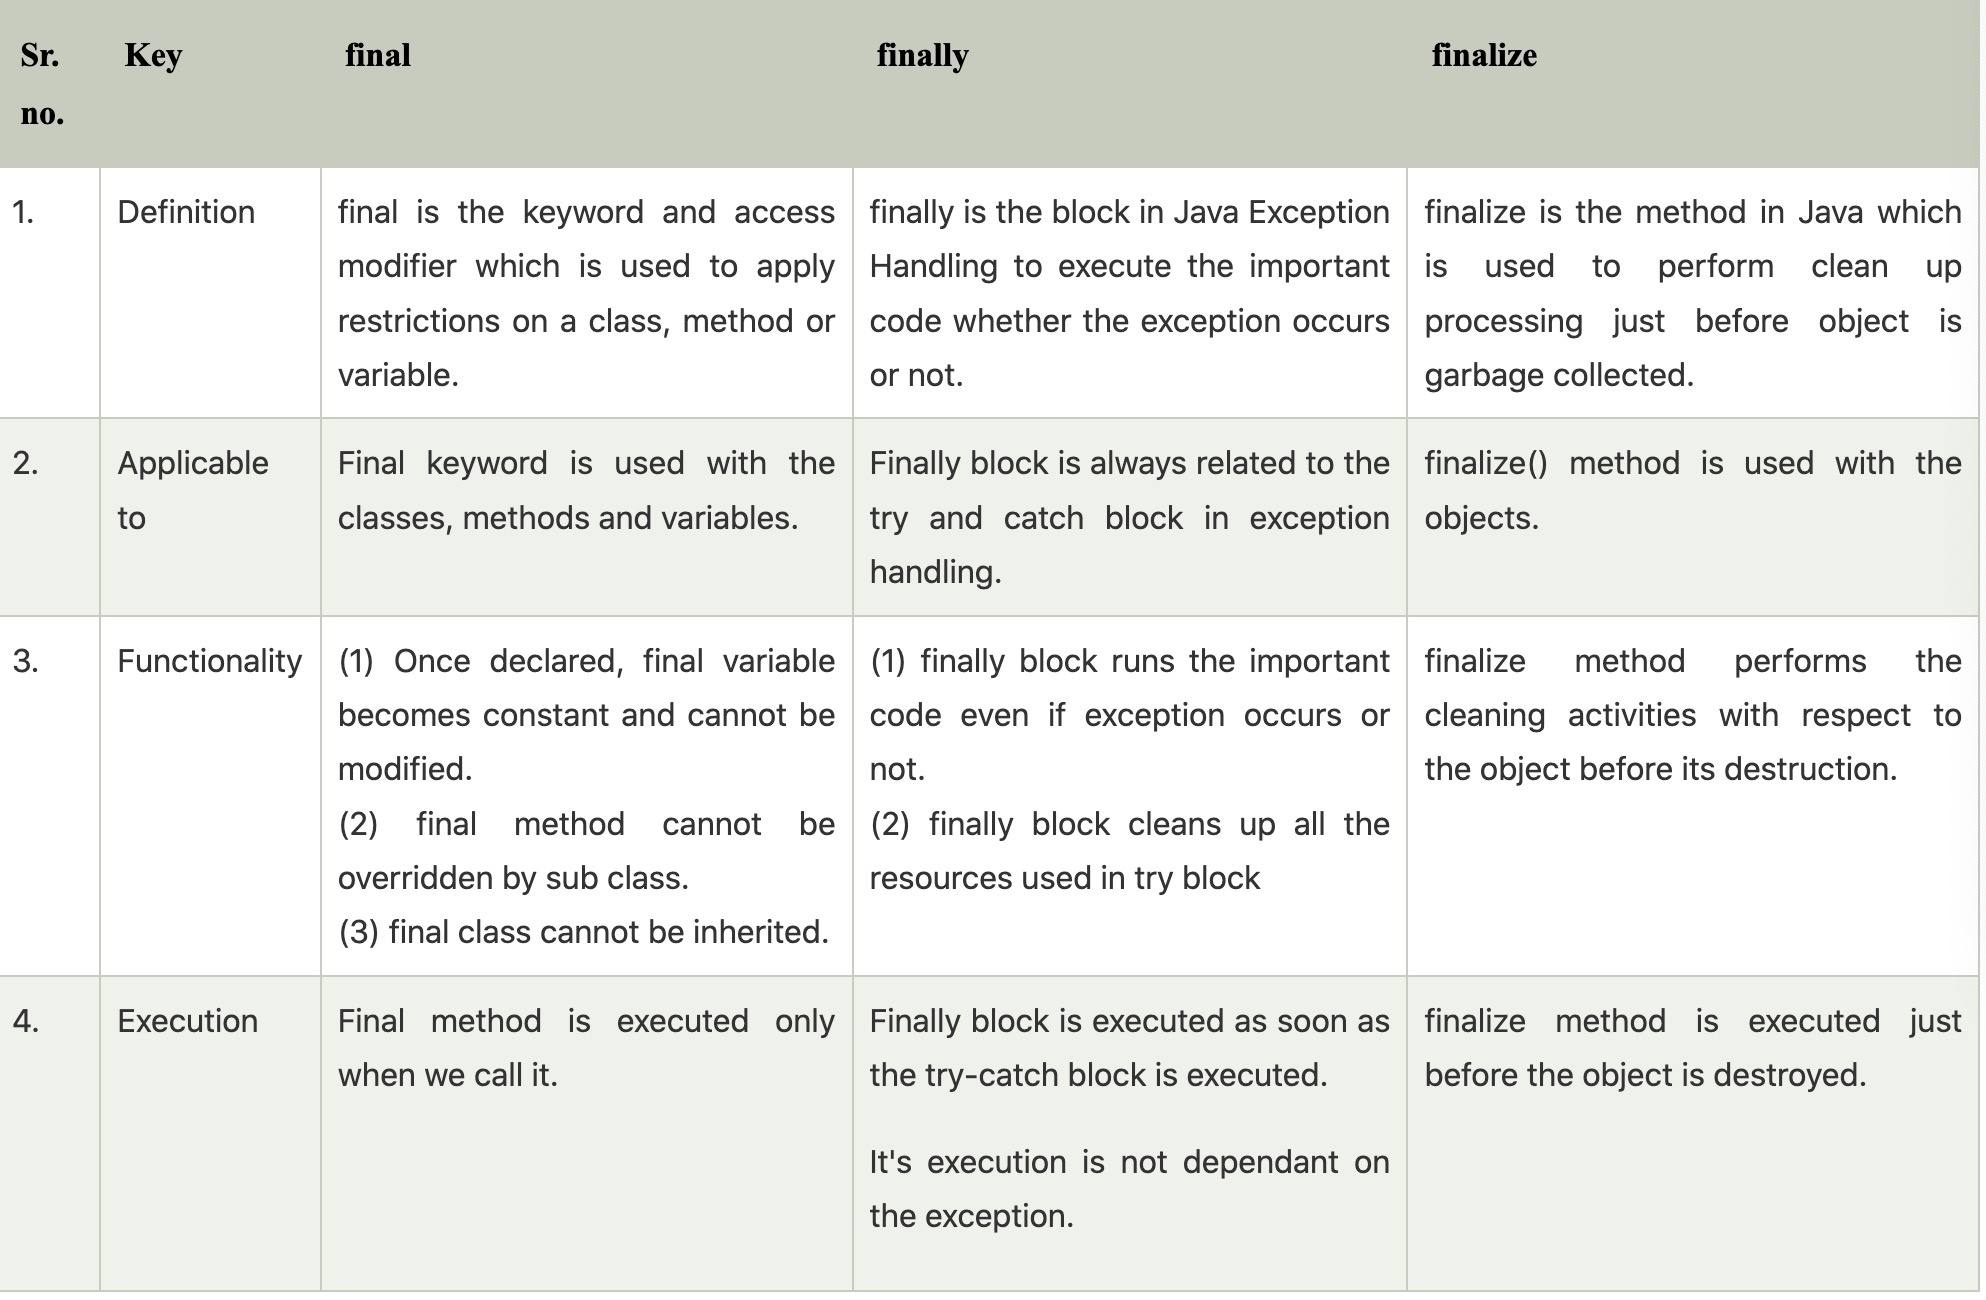 Sr. no.
Key
final
finally
finalize
1.
Definition
final is the keyword and access
modifier which is used to apply
restrictions on a class, method or
variable.
finally is the block in Java Exception
Handling to execute the important
code whether the exception occurs
or not.
finalize is the method in Java which
is used to perform clean up
processing just before object is
garbage collected.
2.
Applicable
to
Final keyword is used with the
classes, methods and variables.
Finally block is always related to the
try and catch block in exception
handling.
finalize() method is used with the
objects.
3.
Functionality
(1) Once declared, final variable
becomes constant and cannot be
modified.
(2) final method cannot be
overridden by sub class.
(3) final class cannot be inherited.
(1) finally block runs the important
code even if exception occurs or
not.
(2) finally block cleans up all the
resources used in try block
finalize method performs the
cleaning activities with respect to
the object before its destruction.
4.
Execution
Final method is executed only
when we call it.
Finally block is executed as soon as
the try-catch block is executed.
It's execution is not dependant on
the exception.
finalize method is executed just
before the object is destroyed.